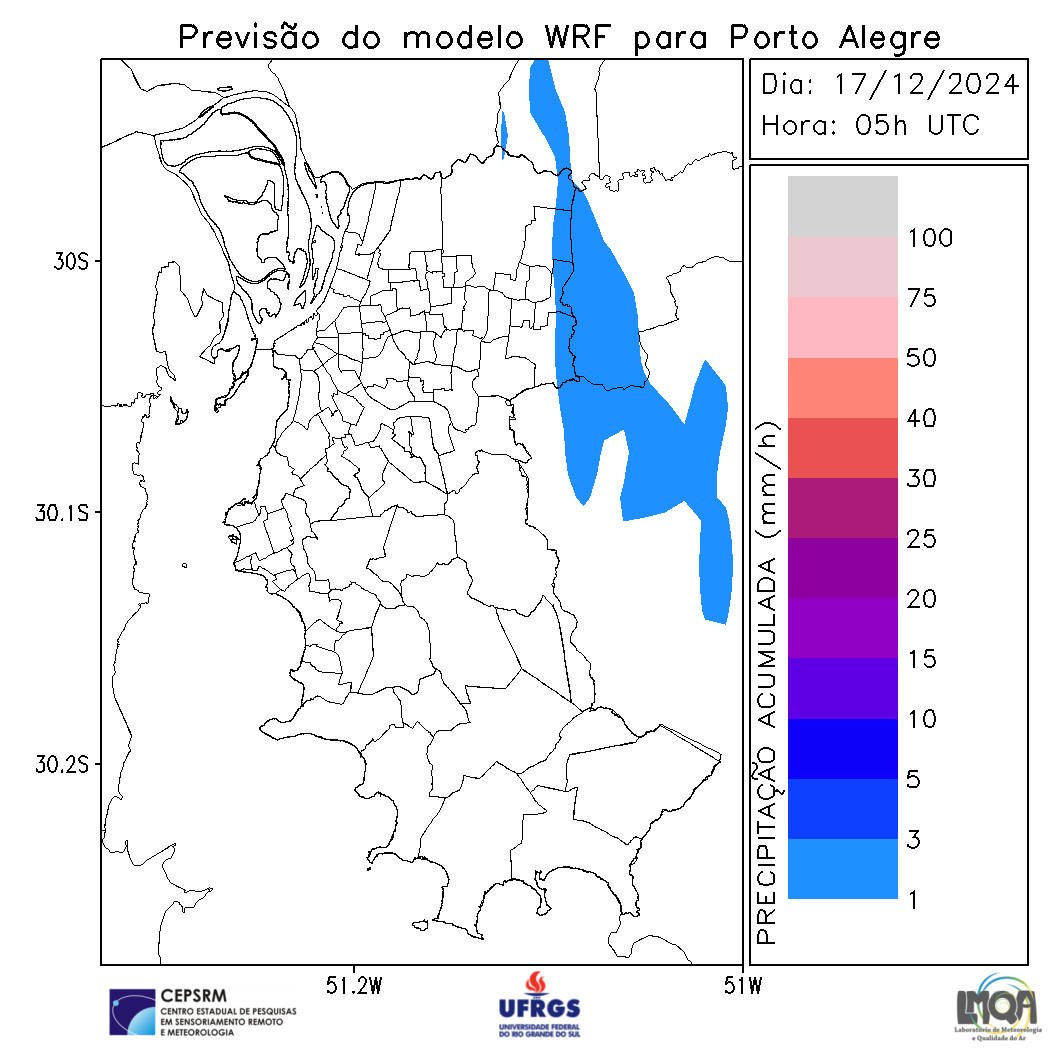 Previsão do modelo WRF para Porto Alegre
Dia: 17/12/2024
Hora: 05h UTC
30S
30.1S
30.2S
51.2W
51W
PRECIPITAÇÃO ACUMULADA (mm/h)
100
75
50
40
30
25
20
15
10
5
3
1
CEPSRM
CENTRO ESTADUAL DE PESQUISAS
EM SENSORIAMENTO REMOTO
E METEOROLOGIA
UFRGS
UNIVERSIDADE FEDERAL
DO RIO GRANDE DO SUL
LMQA
Laboratório de Meteorologia
e Qualidade do Ar